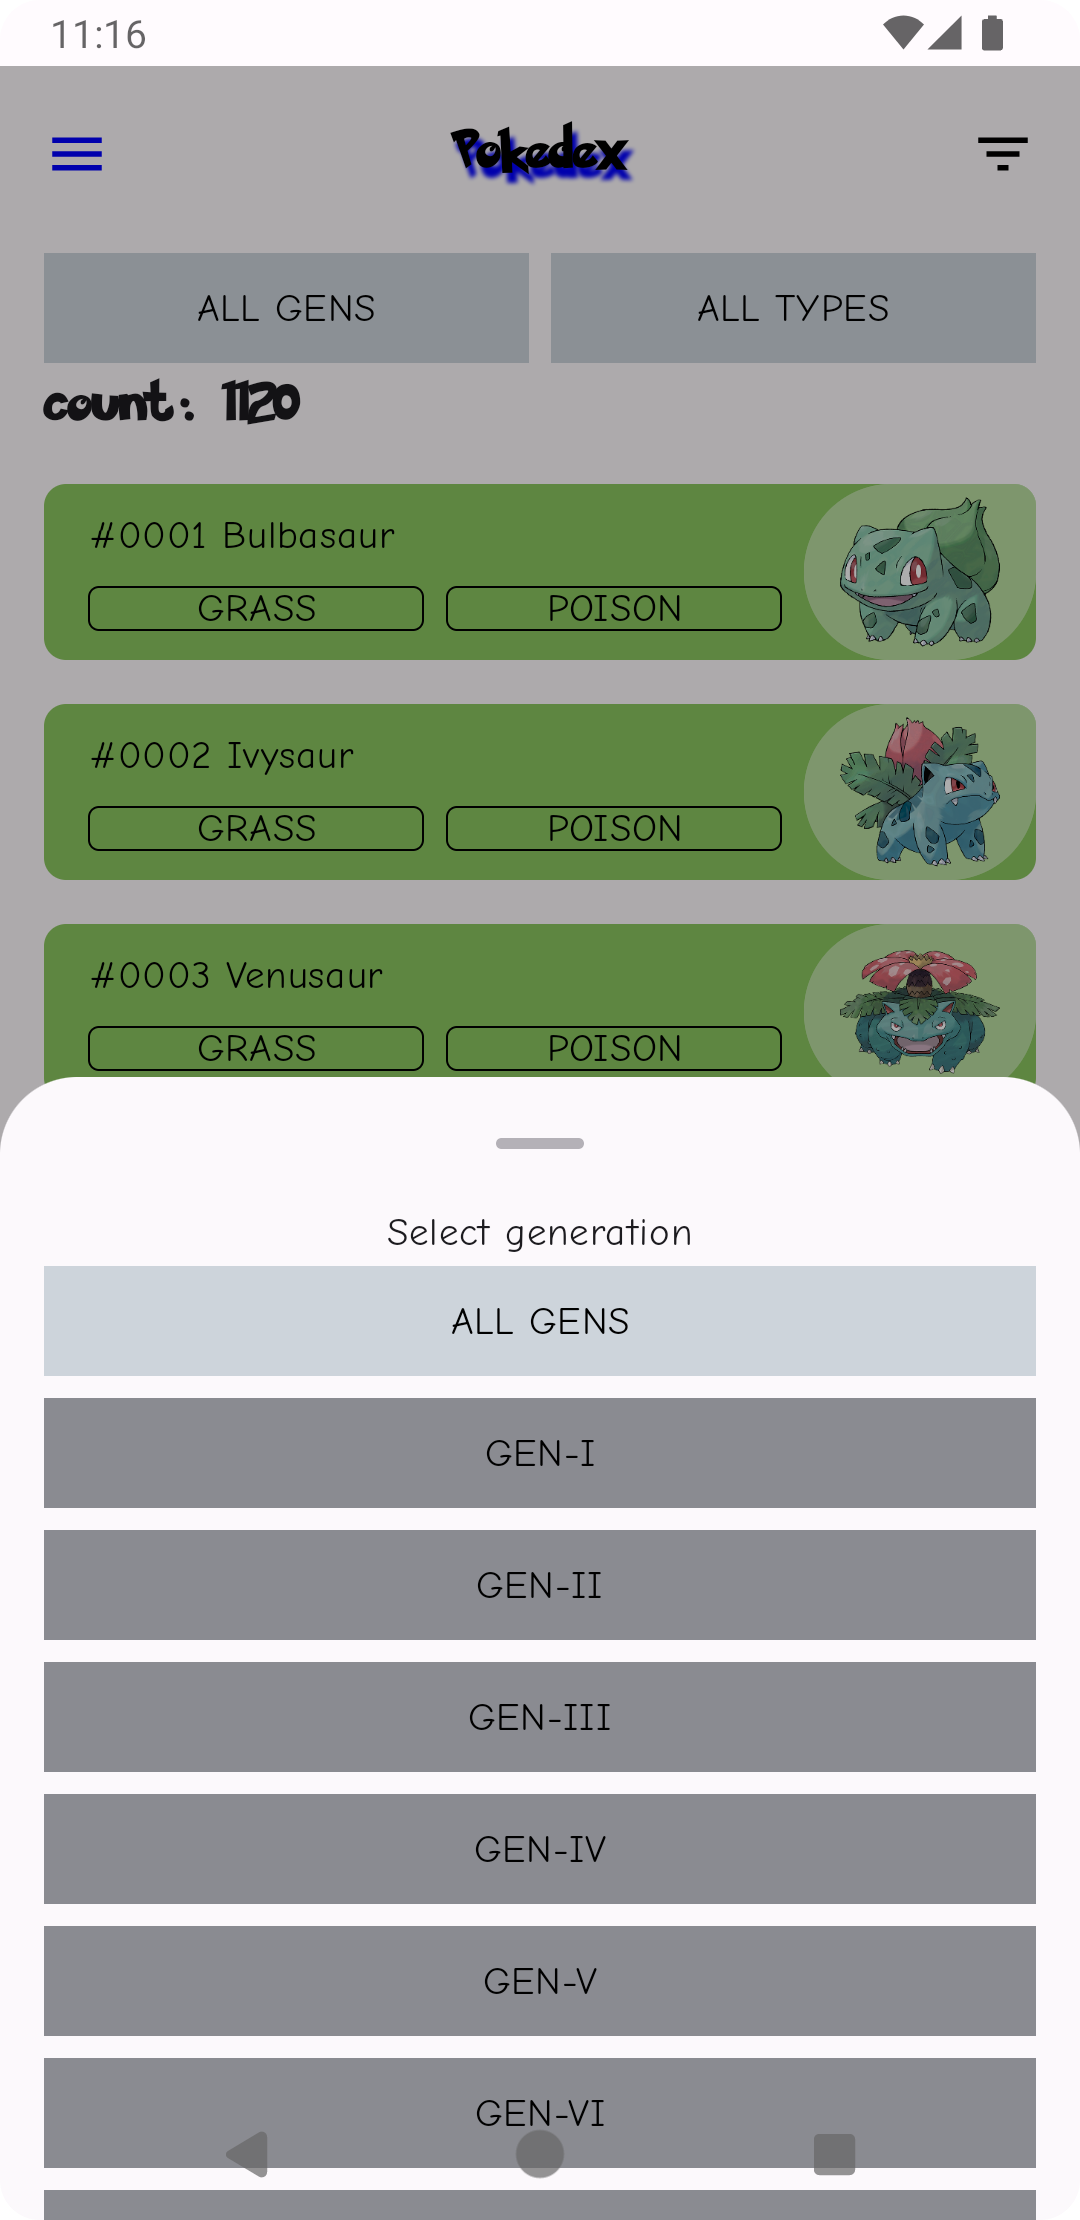 11:16
Pokedex
ALL GENS
ALL TYPES
count: 1120
#0001 Bulbasaur
GRASS
POISON
#0002 Ivysaur
GRASS
POISON
#0003 Venusaur
GRASS
POISON
Select generation
ALL GENS
GEN-I
GEN-II
GEN-III
GEN-IV
GEN-V
GEN-VI